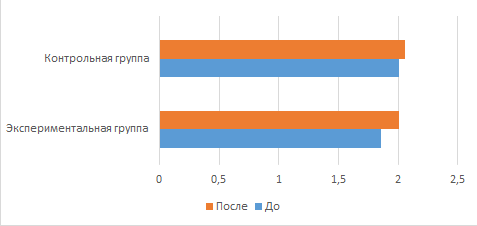 Контрольная группа
Экспериментальная группа
0 0,5 1 1,5 2 2,5
После До